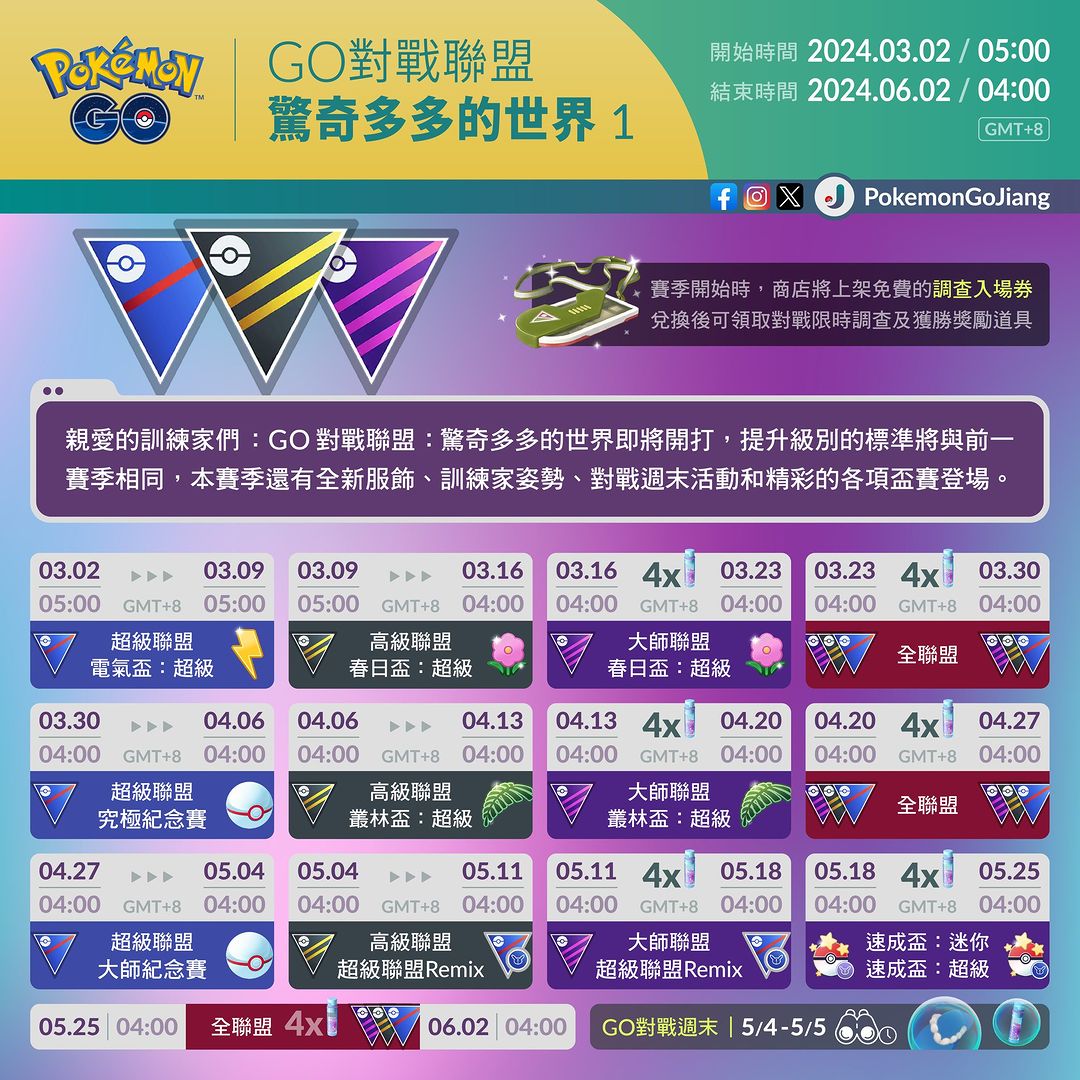 POKÉMON
GO
TM
GO對戰聯盟
驚奇多多的世界 1
開始時間 2024.03.02 / 05:00
結束時間 2024.06.02 / 04:00
GMT+8
PokemonGoJiang
賽季開始時，商店將上架免費的調查入場券
兌換後可領取對戰限時調查及獲勝獎勵道具
親愛的訓練家們：GO 對戰聯盟：驚奇多多的世界即將開打，提升級別的標準將與前一
賽季相同，本賽季還有全新服飾、訓練家姿勢、對戰週末活動和精彩的各項盃賽登場。
03.02 03.09
05:00 GMT+8 05:00
超級聯盟
電氣盃：超級
03.09 03.16
05:00 GMT+8 04:00
高級聯盟
春日盃：超級
03.16 4x 03.23
04:00 GMT+8 04:00
大師聯盟
春日盃：超級
03.23 4x 03.30
04:00 GMT+8 04:00
全聯盟
03.30 04.06
04:00 GMT+8 04:00
超級聯盟
究極紀念賽
04.06 04.13
04:00 GMT+8 04:00
高級聯盟
叢林盃：超級
04.13 4x 04.20
04:00 GMT+8 04:00
大師聯盟
叢林盃：超級
04.20 4x 04.27
04:00 GMT+8 04:00
全聯盟
04.27 05.04
04:00 GMT+8 04:00
超級聯盟
大師紀念賽
05.04 05.11
04:00 GMT+8 04:00
高級聯盟
超級聯盟Remix
05.11 4x 05.18
04:00 GMT+8 04:00
大師聯盟
超級聯盟Remix
05.18 4x 05.25
04:00 GMT+8 04:00
速成盃：迷你
速成盃：超級
05.25 04:00 全聯盟 4x 06.02 04:00
GO對戰週末 5/4 - 5/5